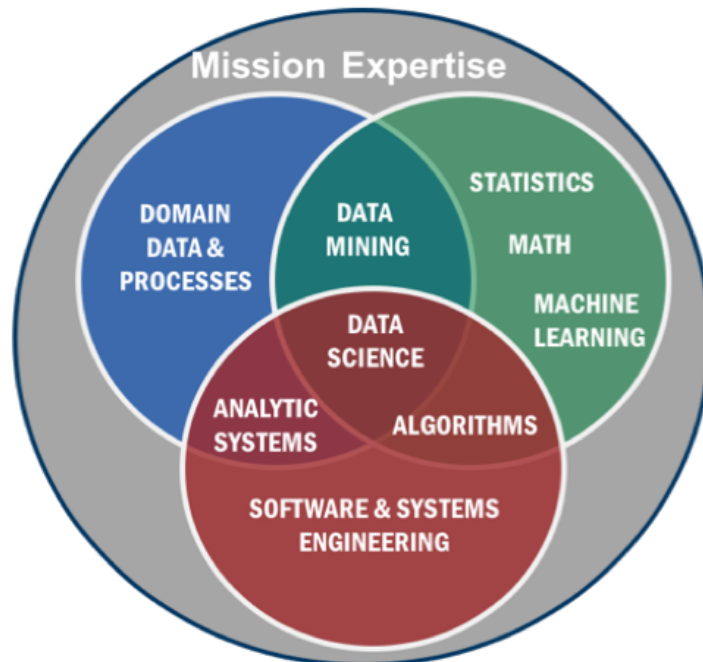 Mission Expertise
STATISTICS
DOMAIN
DATA &
PROCESSES
DATA
MINING
MATH
MACHINE
LEARNING
DATA
SCIENCE
ANALYTIC
SYSTEMS
ALGORITHMS
SOFTWARE & SYSTEMS
ENGINEERING